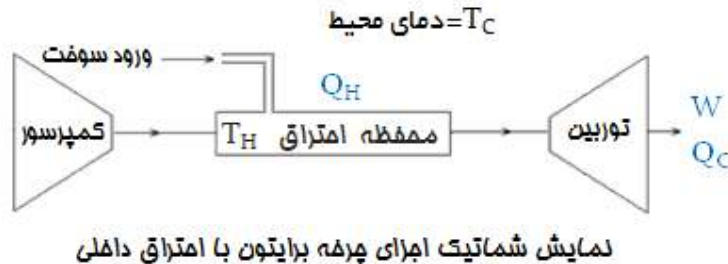 دمای محیط=T_C
ورود سوخت
Q_H
کمپرسور
T_H محفظه احتراق
توربین
W
Q_C
نمایش شماتیک اجزای چرخه برایتون با احتراق داخلی